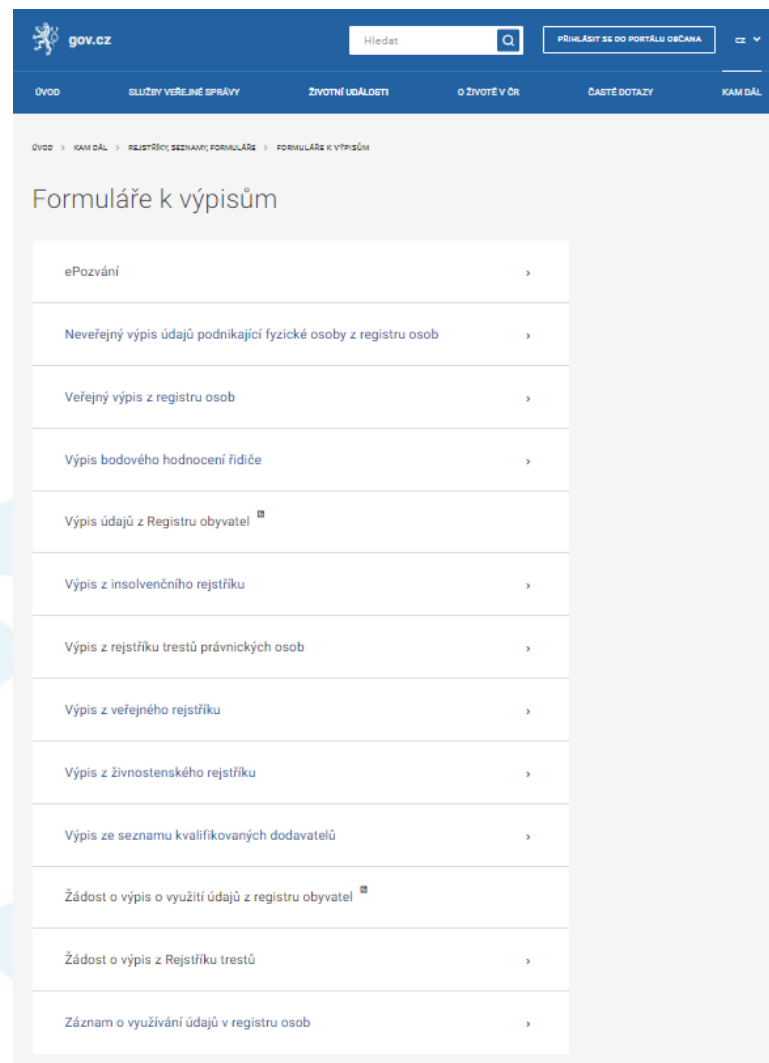 gov.cz
Hledat
PŘIHLÁSIT SE DO PORTÁLU OBČANA
CZ
ÚVOD SLUŽBY VEŘEJNÉ SPRÁVY ŽIVOTNÍ UDÁLOSTI O ŽIVOTĚ V ČR ČASTÉ DOTAZY KAM DÁL
ÚVOD > KAM DÁL > REJSTŘÍKY, SEZNAMY, FORMULÁŘE > FORMULÁŘE K VÝPISŮM
Formuláře k výpisům
ePozvání
Neveřejný výpis údajů podnikající fyzické osoby z registru osob
Veřejný výpis z registru osob
Výpis bodového hodnocení řidiče
Výpis údajů z Registru obyvatel
Výpis z insolvenčního rejstříku
Výpis z rejstříku trestů právnických osob
Výpis z veřejného rejstříku
Výpis z živnostenského rejstříku
Výpis ze seznamu kvalifikovaných dodavatelů
Žádost o výpis o využití údajů z registru obyvatel
Žádost o výpis z Rejstříku trestů
Záznam o využívání údajů v registru osob